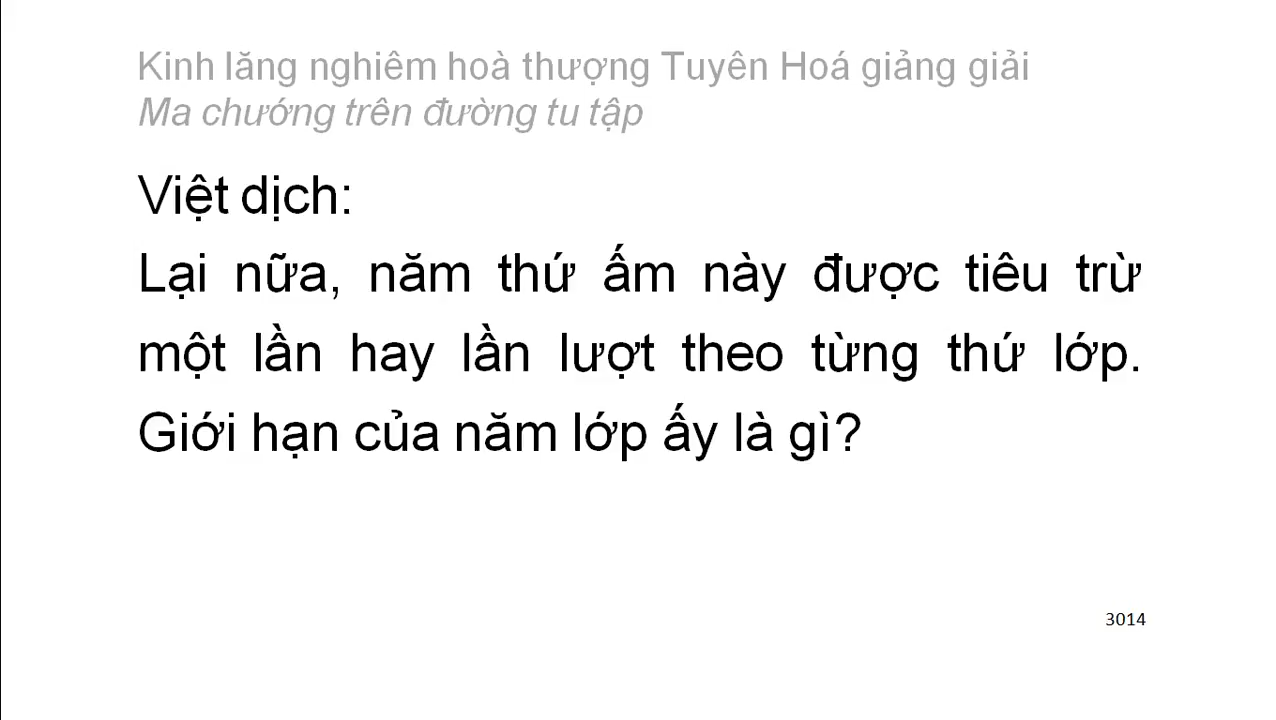 Kinh lăng nghiêm hoà thượng Tuyên Hoá giảng giải
Ma chướng trên đường tu tập
Việt dịch:
Lại nữa, năm thứ ấm này được tiêu trừ
một lần hay lần lượt theo từng thứ lớp.
Giới hạn của năm lớp ấy là gì?
3014